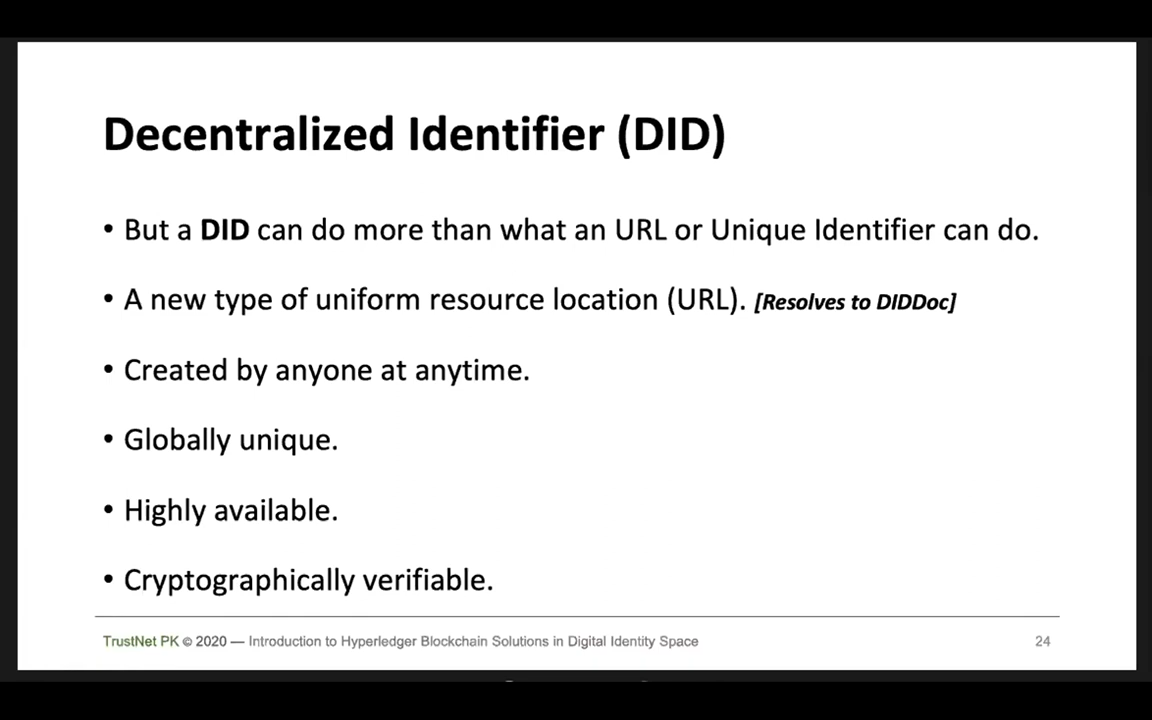 Decentralized Identifier (DID)
• But a DID can do more than what an URL or Unique Identifier can do.
• A new type of uniform resource location (URL). [Resolves to DIDDoc]
• Created by anyone at anytime.
• Globally unique.
• Highly available.
• Cryptographically verifiable.
TrustNet PK © 2020 — Introduction to Hyperledger Blockchain Solutions in Digital Identity Space 24